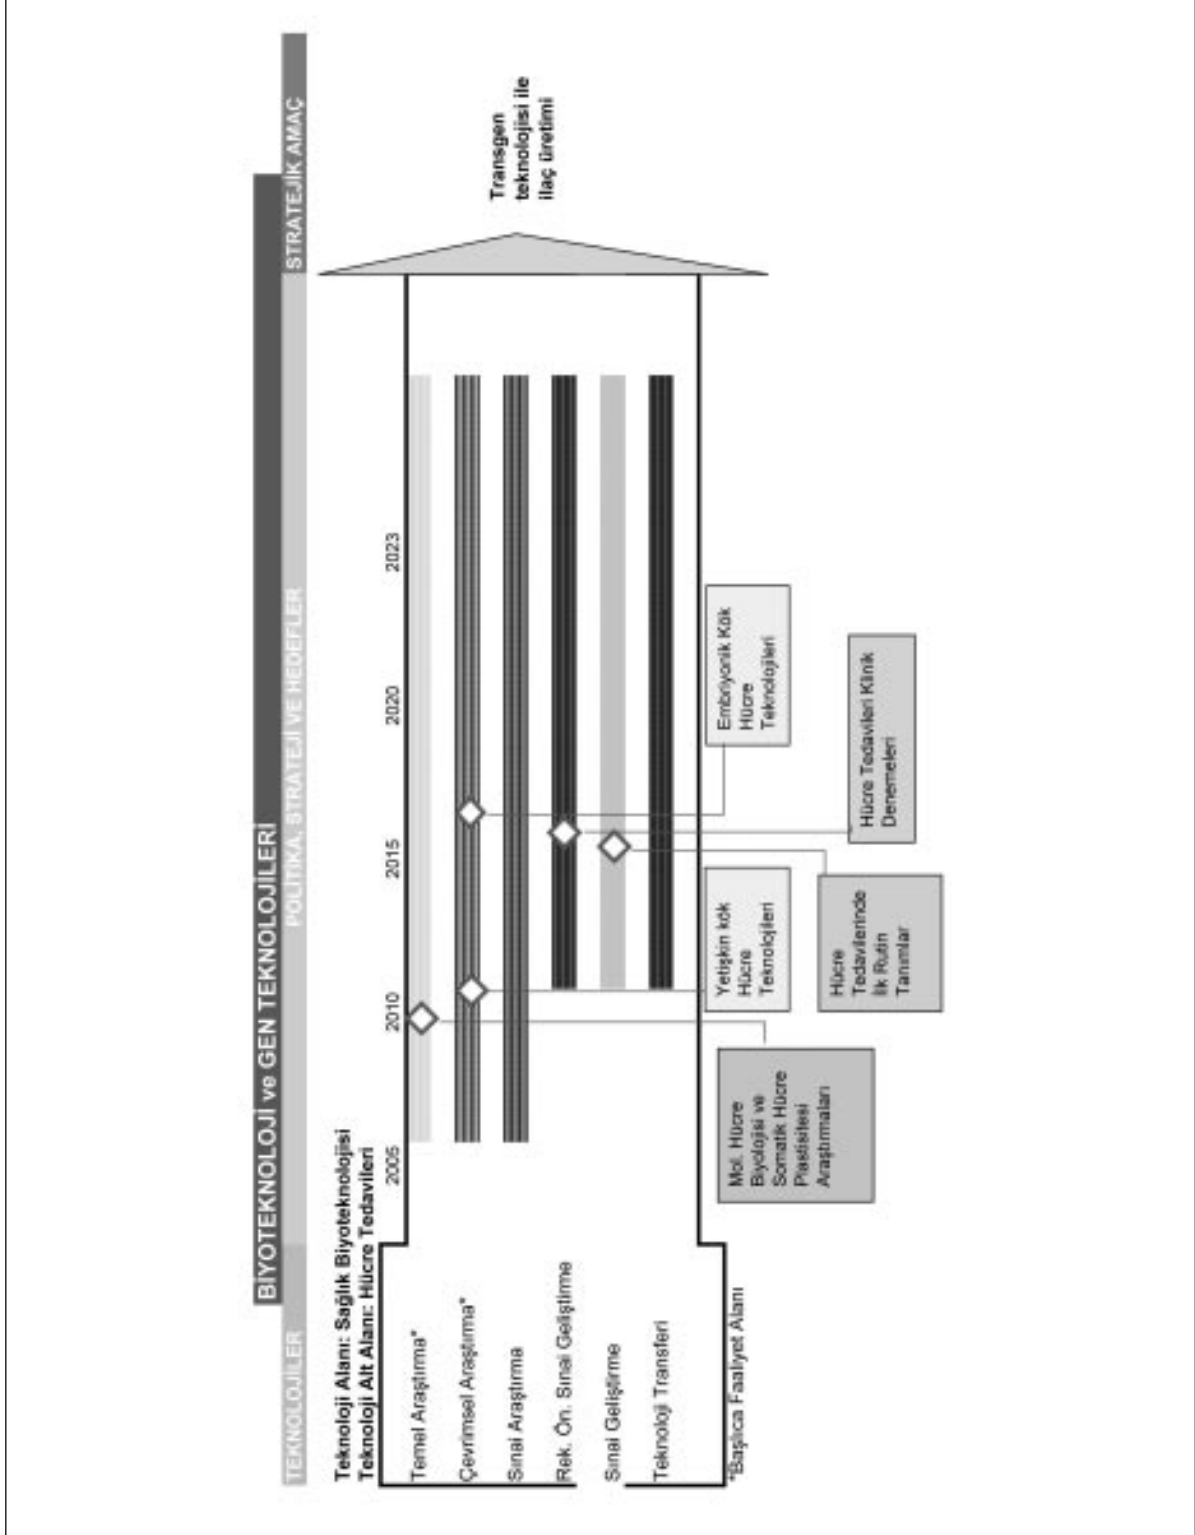 BİYOTEKNOLOJİ ve GEN TEKNOLOJİLERİ
TEKNOLOJİLER
POLİTİKA, STRATEJİ VE HEDEFLER
STRATEJİK AMAÇ
Teknoloji Alanı: Sağlık Biyoteknolojisi
Teknoloji Alt Alanı: Hücre Tedavileri
2005
2010
2015
2020
2023
Temel Araştırma*
Çevrimsel Araştırma*
Sınai Araştırma
Rek. Ön. Sınai Geliştirme
Sınai Geliştirme
Teknoloji Transferi
*Başlıca Faaliyet Alanı
Transgen
teknolojisi ile
ilaç üretimi
Mol. Hücre
Biyolojisi ve
Somatik Hücre
Plastisitesi
Araştırmaları
Yetişkin kök
Hücre
Teknolojileri
Embriyonik Kök
Hücre
Teknolojileri
Hücre
Tedavilerinde
İlk Rutin
Tanımlar
Hücre Tedavileri Klinik
Denemeleri